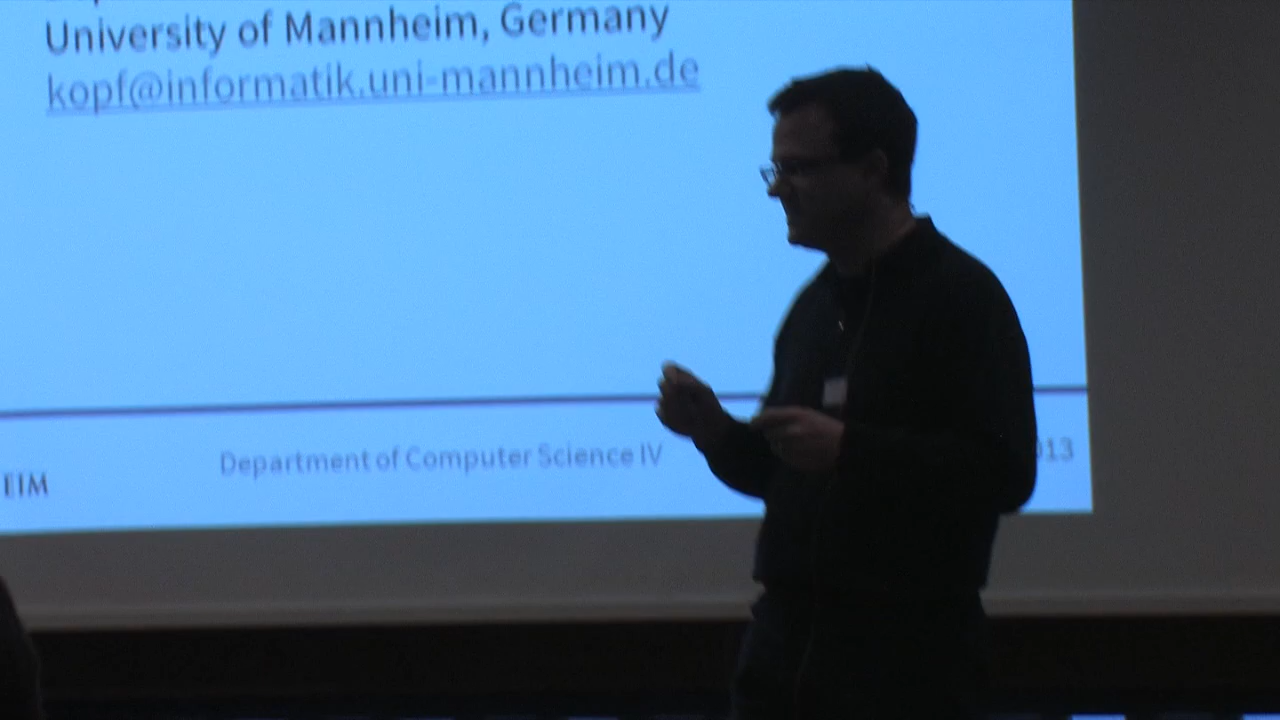 University of Mannheim, Germany
kopf@informatik.uni-mannheim.de
Department of Computer Science IV
013
EIM